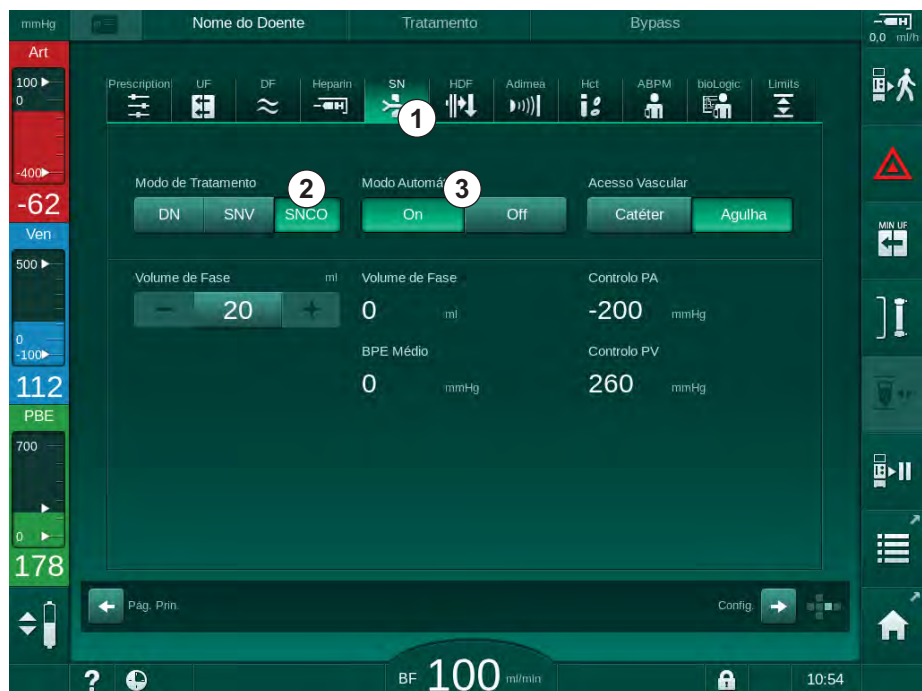 mmHg
Nome do Doente
Tratamento
Bypass
0,0 ml/h
Art
100
0
-400
-62
Ven
500
0
-100
112
PBE
700
0
178
Prescription
UF
DF
Heparin
SN
HDF
Adimea
Hct
ABPM
bioLogic
Limits
1
Modo de Tratamento
2
Modo Automá
3
Acesso Vascular
DN
SNV
SNCO
On
Off
Catéter
Agulha
Volume de Fase
ml
20
Volume de Fase
0 ml
Controlo PA
-200 mmHg
BPE Médio
0 mmHg
Controlo PV
260 mmHg
MIN UF
Pág. Prin.
Config.
?
BF 100 ml/min
10:54